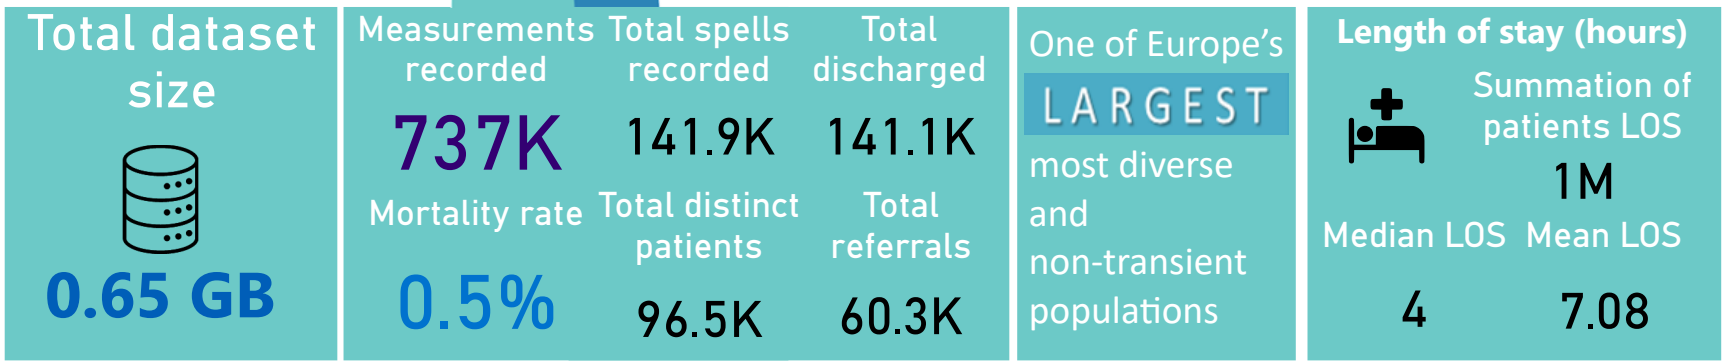 Total dataset
size
0.65 GB
Measurements
recorded
737K
Mortality rate
0.5%
Total spells
recorded
141.9K
Total distinct
patients
96.5K
Total
discharged
141.1K
Total
referrals
60.3K
One of Europe's
LARGEST
most diverse
and
non-transient
populations
Length of stay (hours)
Summation of
patients LOS
1M
Median LOS
4
Mean LOS
7.08